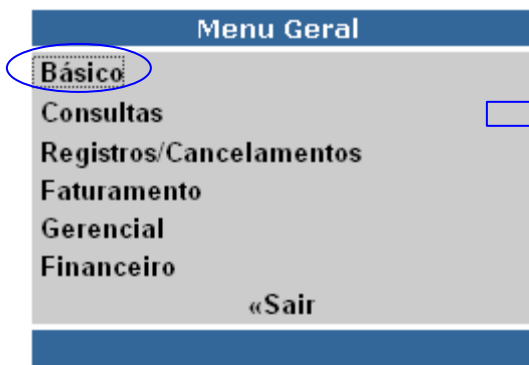 Menu Geral
Básico
Consultas
Registros/Cancelamentos
Faturamento
Gerencial
Financeiro
«Sair